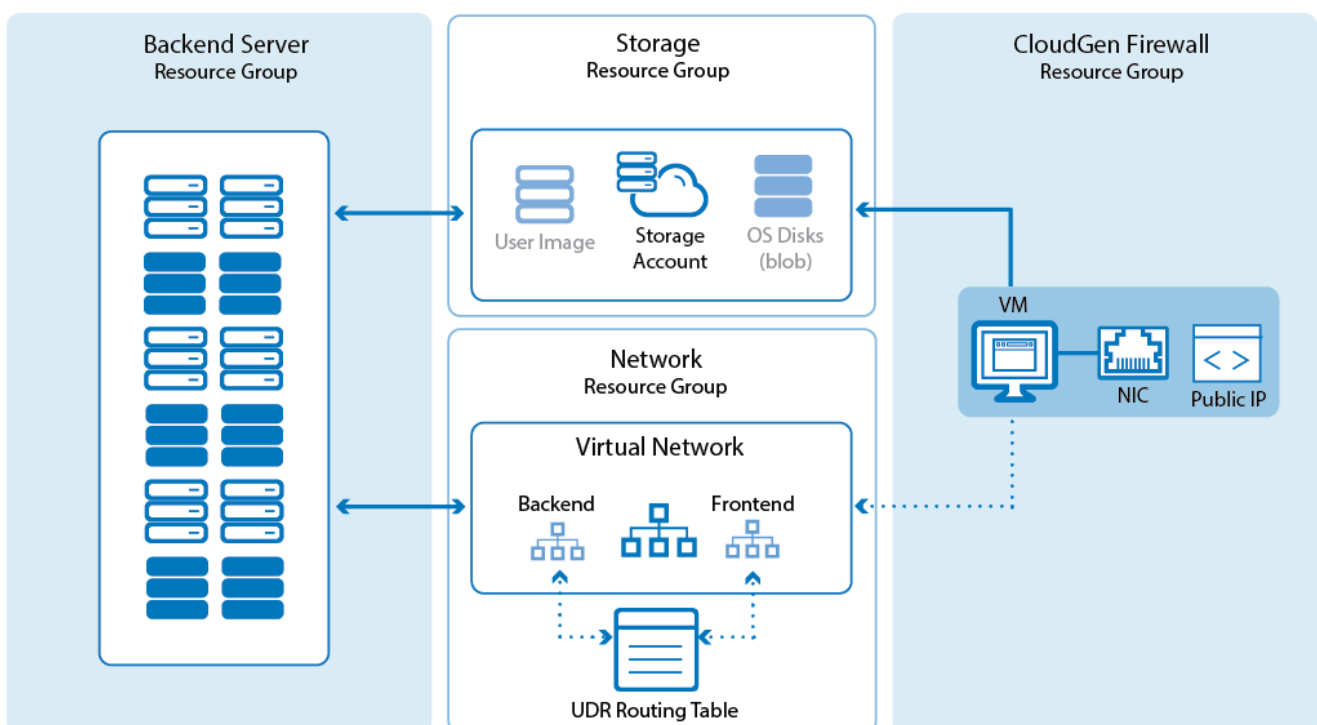 Backend Server
Resource Group
Storage
Resource Group
User Image
Storage
Account
OS Disks
(blob)
Network
Resource Group
Virtual Network
Backend
Frontend
UDR Routing Table
CloudGen Firewall
Resource Group
VM
NIC
Public IP